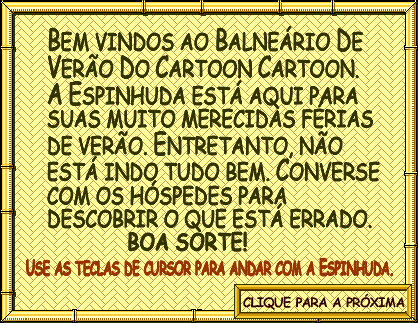 BEM VINDOS AO BALNEÁRIO DE
VERÃO DO CARTOON CARTOON.
A ESPINHUDA ESTÁ AQUI PARA
SUAS MUITO MERECIDAS FÉRIAS
DE VERÃO. ENTRETANTO, NÃO
ESTÁ INDO TUDO BEM. CONVERSE
COM OS HÓSPEDES PARA
DESCOBRIR O QUE ESTÁ ERRADO.
BOA SORTE!
USE AS TECLAS DE CURSOR PARA ANDAR COM A ESPINHUDA.
CLIQUE PARA A PRÓXIMA